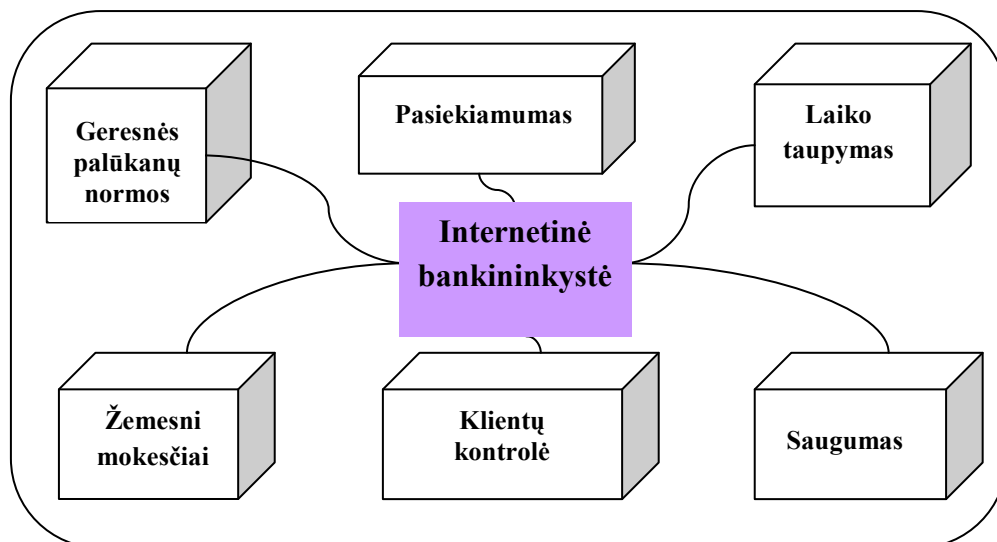 Geresnės
palūkanų
normos
Pasiekiamumas
Laiko
taupymas
Internetinė
bankininkystė
Žemesni
mokesčiai
Klientų
kontrolė
Saugumas